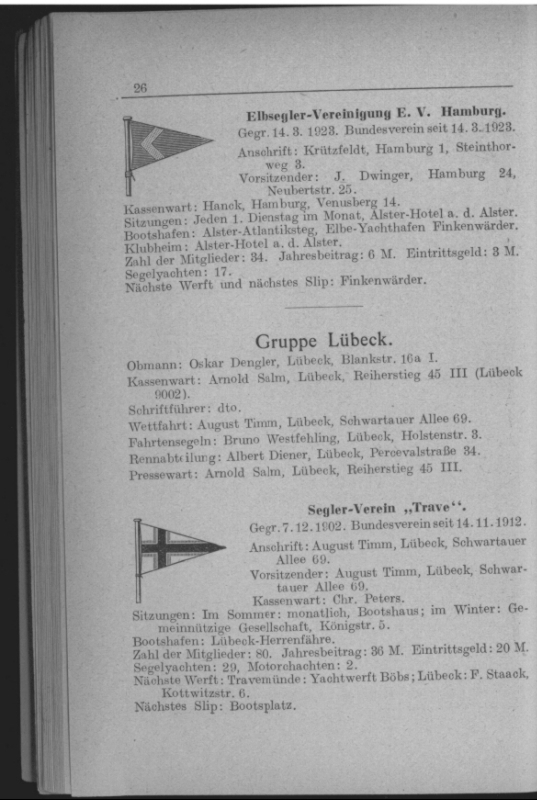 26
Elbsegler-Vereinigung E. V. Hamburg.
Gegr. 14. 3. 1923. Bundesverein seit 14. 3. 1923.
Anschrift: Krützfeldt, Hamburg 1, Steinthor-
weg 3.
Vorsitzender: J. Dwinger, Hamburg 24,
Neubertstr. 25.
Kassenwart: Hanck, Hamburg, Venusberg 14.
Sitzungen: Jeden 1. Dienstag im Monat, Alster-Hotel a. d. Alster.
Bootshafen: Alster-Atlantiksteg, Elbe-Yachthafen Finkenwärder.
Klubheim: Alster-Hotel a. d. Alster.
Zahl der Mitglieder: 34. Jahresbeitrag: 6 M. Eintrittsgeld: 3 M.
Segelyachten: 17.
Nächste Werft und nächstes Slip: Finkenwärder.
Gruppe Lübeck.
Obmann: Oskar Dengler, Lübeck, Blankstr. 16a I.
Kassenwart: Arnold Salm, Lübeck, Reiherstieg 45 III (Lübeck
9002).
Schriftführer: dto.
Wettfahrt: August Timm, Lübeck, Schwartauer Allee 69.
Fahrtensegeln: Bruno Westfehling, Lübeck, Holstenstr. 3.
Rennabteilung: Albert Diener, Lübeck, Percevalstraße 34.
Pressewart: Arnold Salm, Lübeck, Reiherstieg 45 III.
Segler-Verein „Trave“.
Gegr. 7. 12. 1902. Bundesverein seit 14. 11. 1912.
Anschrift: August Timm, Lübeck, Schwartauer
Allee 69.
Vorsitzender: August Timm, Lübeck, Schwar-
tauer Allee 69.
Kassenwart: Chr. Peters.
Sitzungen: Im Sommer: monatlich, Bootshaus; im Winter: Ge-
meinnützige Gesellschaft, Königstr. 5.
Bootshafen: Lübeck-Herrenfähre.
Zahl der Mitglieder: 80. Jahresbeitrag: 36 M. Eintrittsgeld: 20 M.
Segelyachten: 29, Motorchachten: 2.
Nächste Werft: Travemünde: Yachtwerft Böbs; Lübeck: F. Staack,
Kottwitzstr. 6.
Nächstes Slip: Bootsplatz.